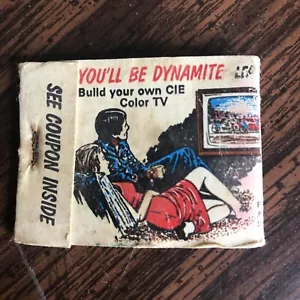 YOU'LL BE DYNAMITE
Build your own CIE
Color TV
SEE COUPON INSIDE